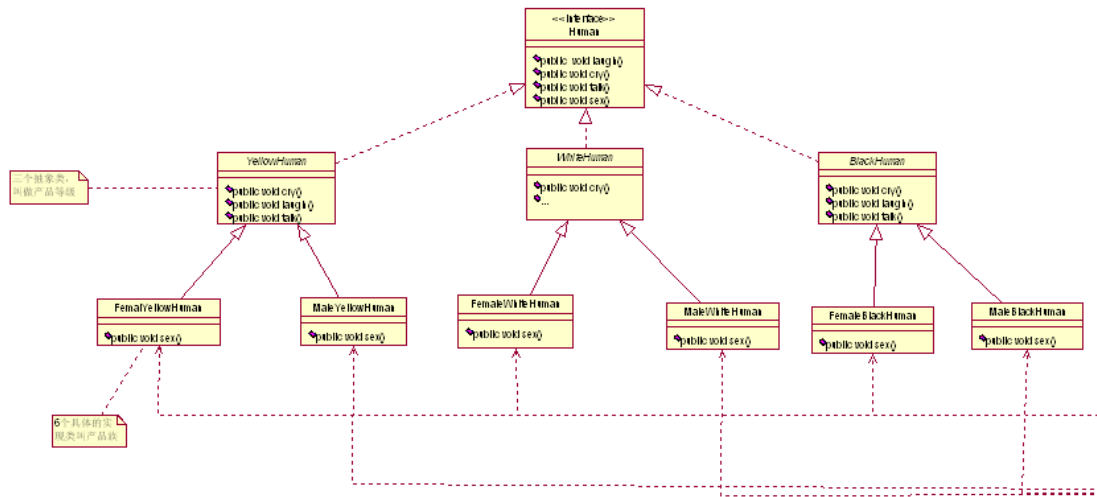 <<Interface>>
Human
public void laugh()
public void cry()
public void talk()
public void sex()
三个抽象类，
叫做产品等级
YellowHuman
public void cry()
public void laugh()
public void talk()
WhiteHuman
public void cry()
...
BlackHuman
public void cry()
public void laugh()
public void talk()
FemalYellowHuman
public void sex()
MaleYellowHuman
public void sex()
FemaleWhiteHuman
public void sex()
MaleWhiteHuman
public void sex()
FemaleBlackHuman
public void sex()
MaleBlackHuman
public void sex()
6个具体的实
现类叫产品族